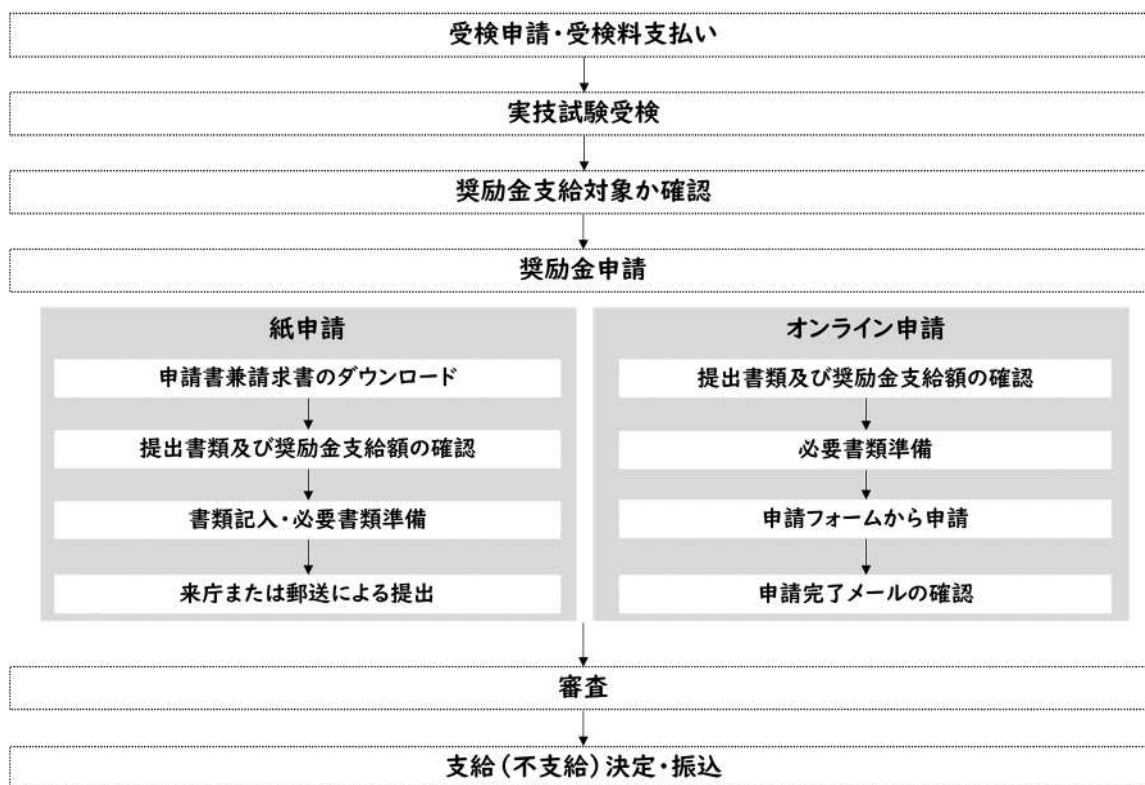 受検申請・受検料支払い
実技試験受検
奨励金支給対象か確認
奨励金申請
紙申請
申請書兼請求書のダウンロード
提出書類及び奨励金支給額の確認
書類記入・必要書類準備
来庁または郵送による提出
オンライン申請
提出書類及び奨励金支給額の確認
必要書類準備
申請フォームから申請
申請完了メールの確認
審査
支給(不支給)決定・振込